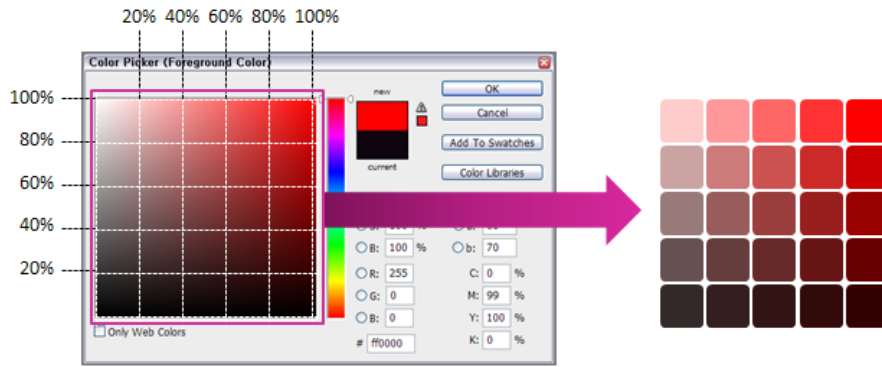 20% 40% 60% 80% 100%
Color Picker (Foreground Color)
100%
80%
60%
40%
20%
new
current
OK
Cancel
Add To Swatches
Color Libraries
B: 100 %
b: 70
R: 255
C: 0 %
G: 0
M: 99 %
B: 0
Y: 100 %
Only Web Colors
# ff0000
K: 0 %